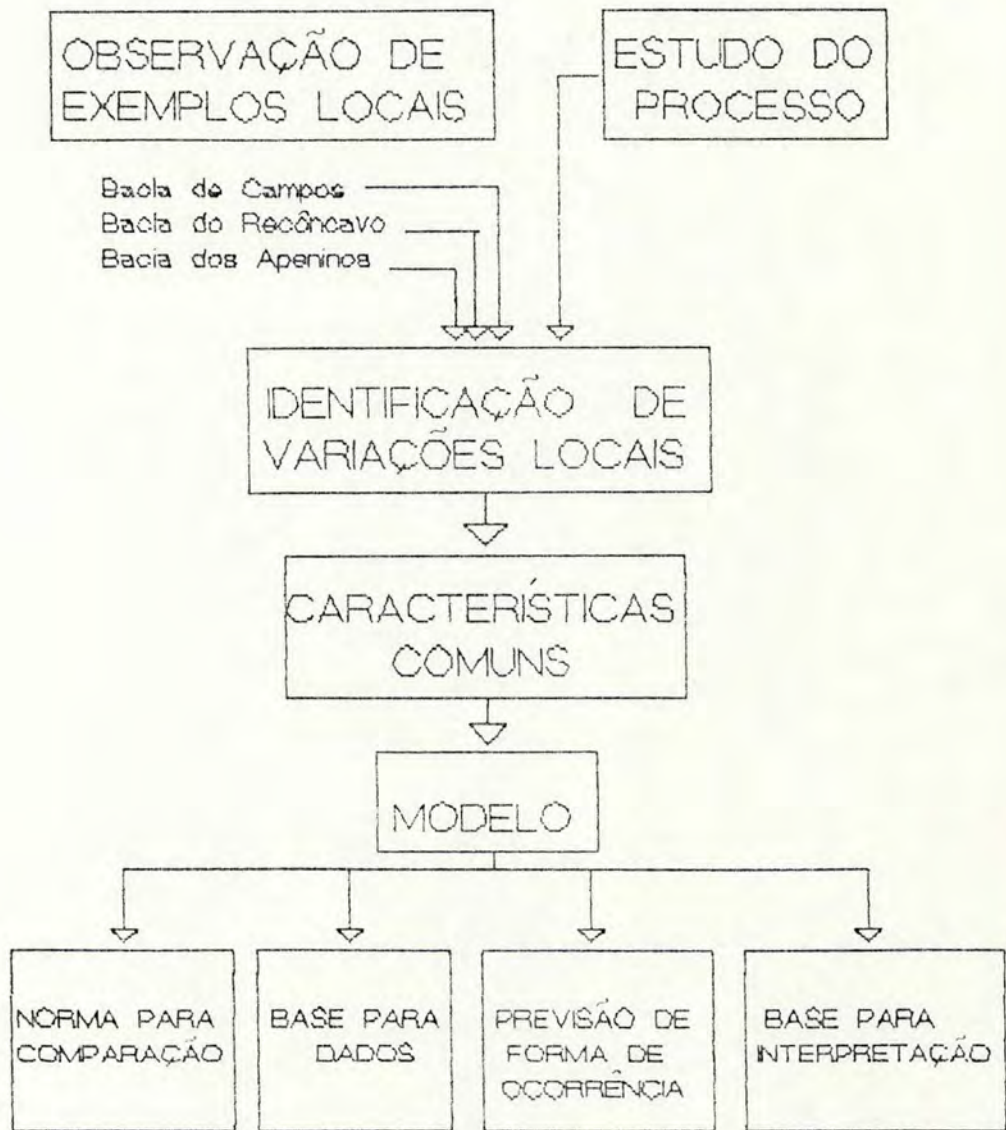 OBSERVAÇÃO DE
EXEMPLOS LOCAIS
ESTUDO DO
PROCESSO
Bacia de Campos
Bacia do Recôncavo
Bacia dos Apeninos
IDENTIFICAÇÃO DE
VARIAÇÕES LOCAIS
CARACTERÍSTICAS
COMUNS
MODELO
NORMA PARA
COMPARAÇÃO
BASE PARA
DADOS
PREVISÃO DE
FORMA DE
OCORRÊNCIA
BASE PARA
INTERPRETAÇÃO